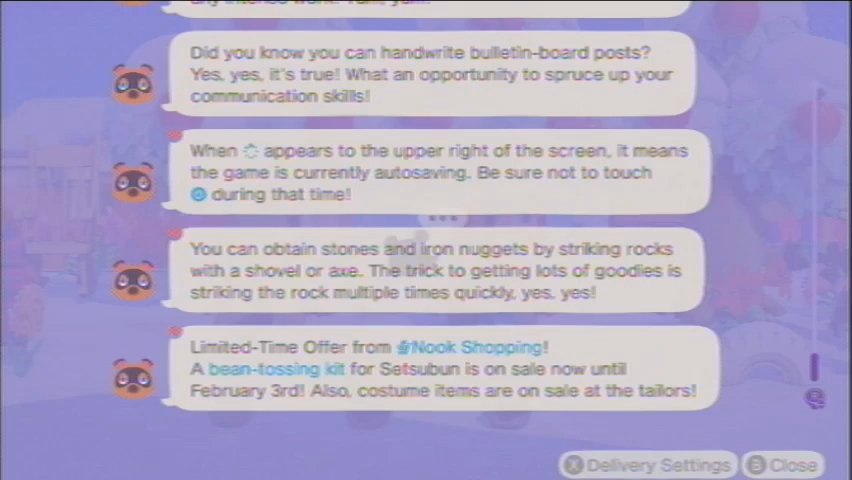 any intense work. Yum, yum!
Did you know you can handwrite bulletin-board posts?
Yes, yes, it's true! What an opportunity to spruce up your
communication skills!
When appears to the upper right of the screen, it means
the game is currently autosaving. Be sure not to touch
during that time!
You can obtain stones and iron nuggets by striking rocks
with a shovel or axe. The trick to getting lots of goodies is
striking the rock multiple times quickly, yes, yes!
Limited-Time Offer from Nook Shopping!
A bean-tossing kit for Setsubun is on sale now until
February 3rd! Also, costume items are on sale at the tailors!
X Delivery Settings B Close